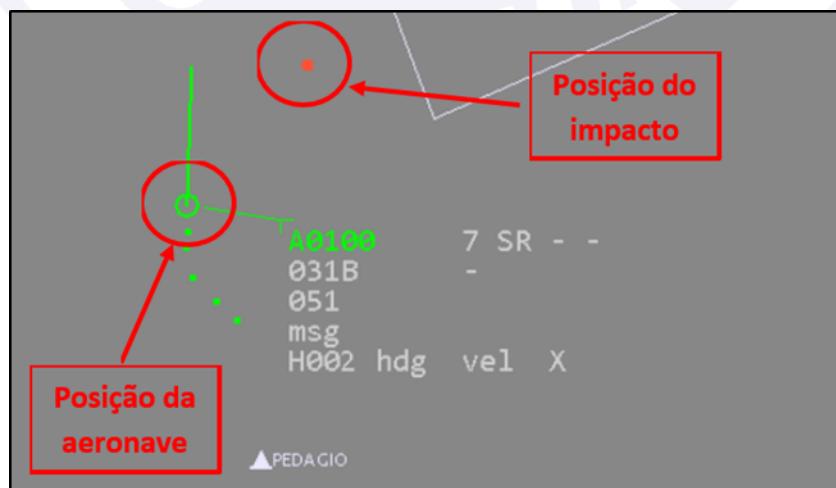 Posição do
impacto
A0100 7 SR - -
031B -
051
msg
H002 hdg vel X
Posição da
aeronave
PEDAGIO